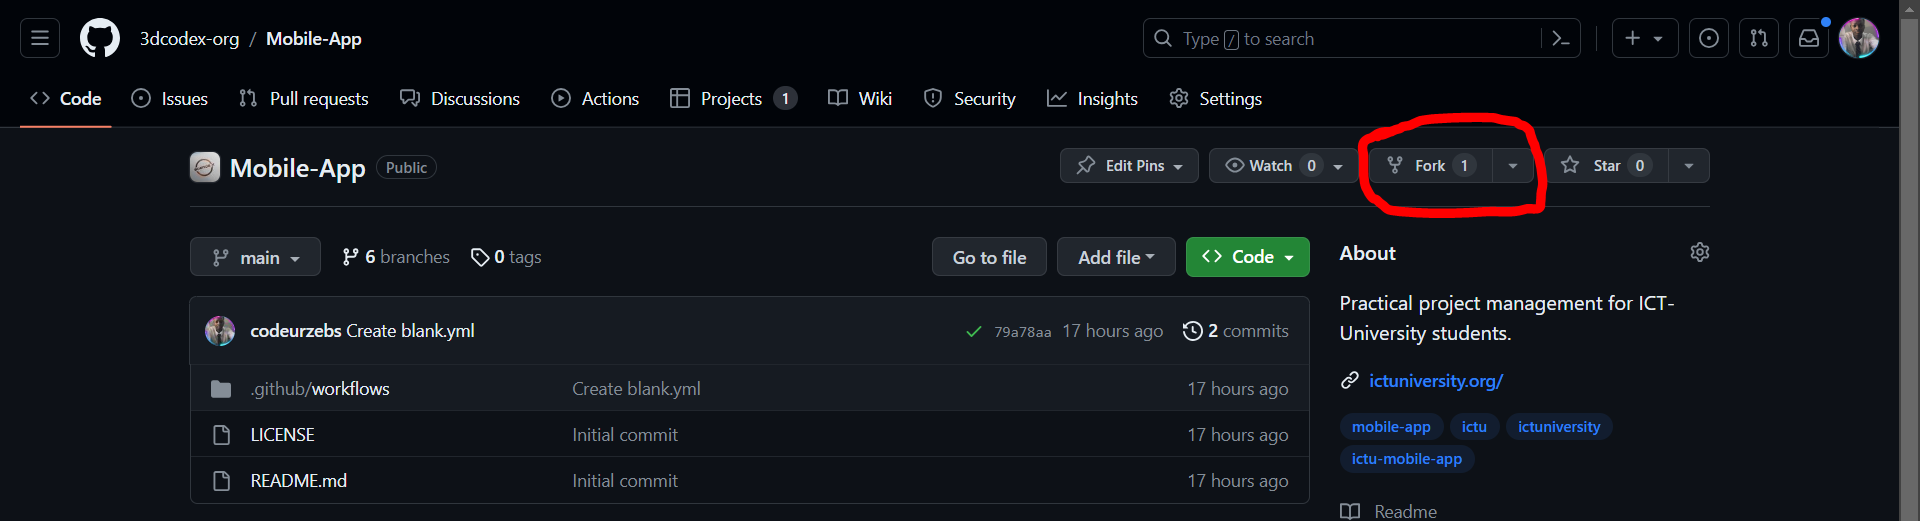 3dcodex-org / Mobile-App
Type / to search
Code Issues Pull requests Discussions Actions Projects 1 Wiki Security Insights Settings
Mobile-App Public
Edit Pins Watch 0 Fork 1 Star 0
main 6 branches 0 tags Go to file Add file Code
codeurzebs Create blank.yml 79a78aa 17 hours ago 2 commits
.github/workflows Create blank.yml 17 hours ago
LICENSE Initial commit 17 hours ago
README.md Initial commit 17 hours ago
About
Practical project management for ICT-
University students.
ictuniversity.org/
mobile-app ictu ictuniversity
ictu-mobile-app
Readme